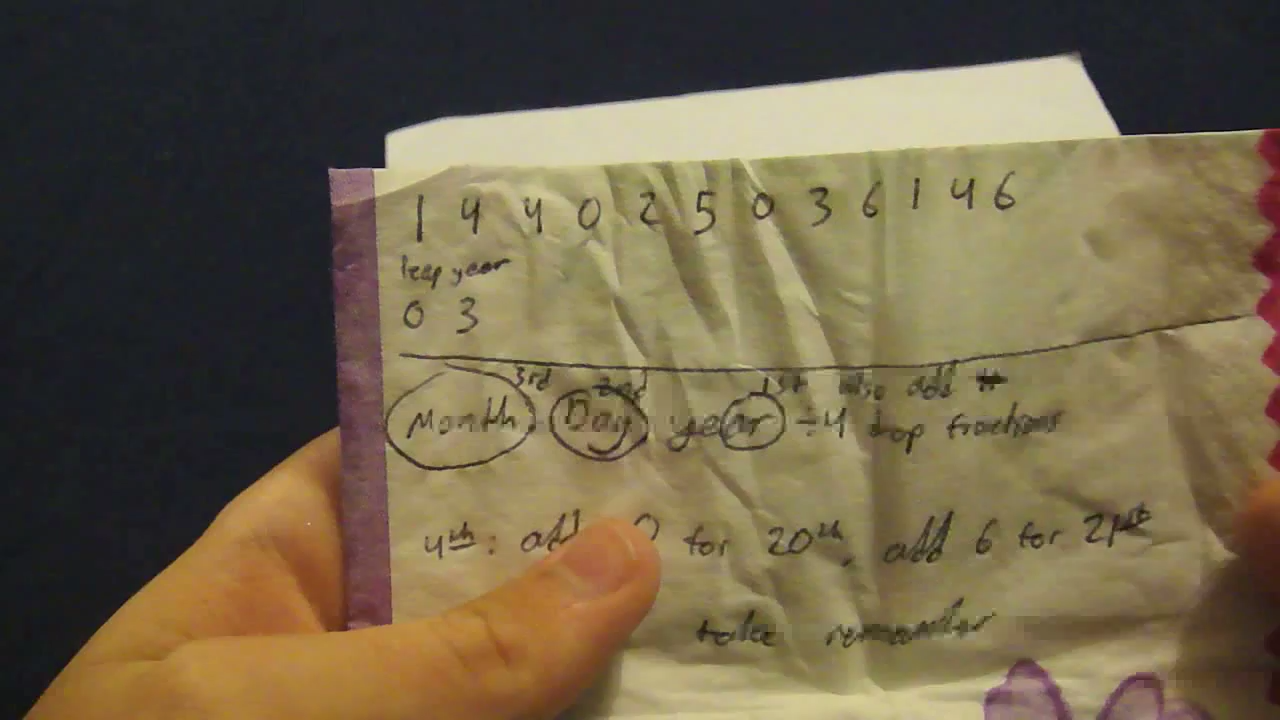 1 4 4 0 2 5 0 3 6 1 4 6
leap year
0 3
3rd 2nd 1st also add #
Month Day year ÷4 drop fractions
4th: add 0 for 20th, add 6 for 21st
take remainder